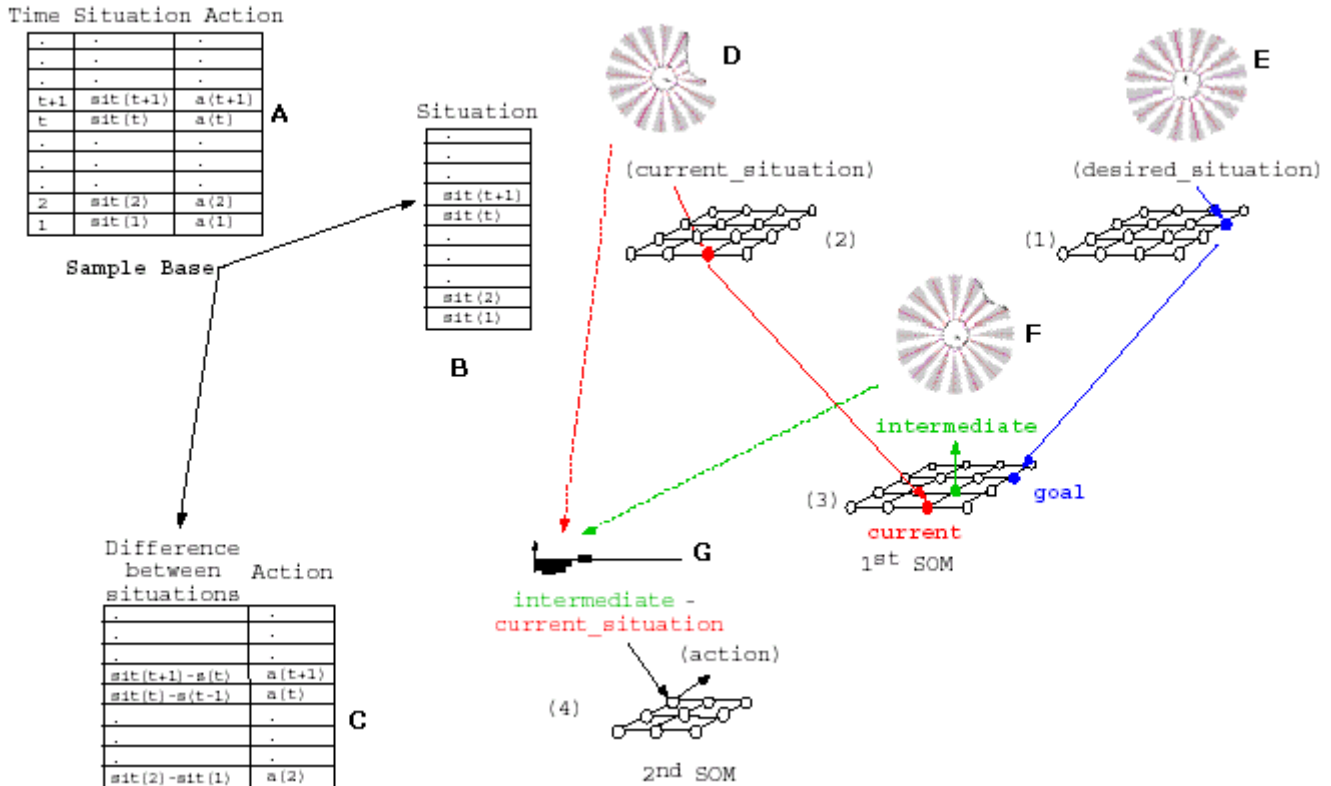 Time Situation Action
. . .
. . .
. . .
t+1 sit(t+1) a(t+1)
t sit(t) a(t)
. . .
. . .
. . .
2 sit(2) a(2)
1 sit(1) a(1)
A
Sample Base
Situation
.
.
.
sit(t+1)
sit(t)
.
.
.
sit(2)
sit(1)
B
Difference
between
situations
Action
. .
. .
. .
sit(t+1)-s(t) a(t+1)
sit(t)-s(t-1) a(t)
. .
. .
. .
sit(2)-sit(1) a(2)
C
D
(current_situation)
(2)
E
(desired_situation)
(1)
F
intermediate
(3)
goal
current
1st SOM
G
intermediate -
current_situation
(action)
(4)
2nd SOM